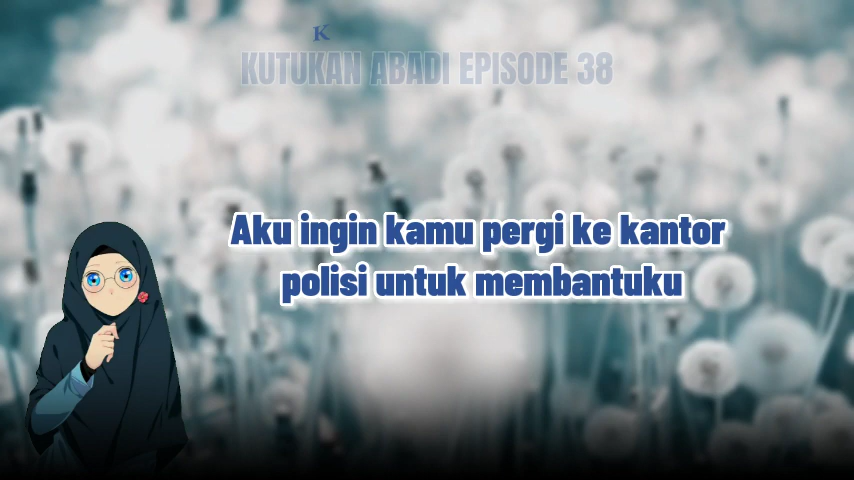 K
KUTUKAN ABADI EPISODE 38
Aku ingin kamu pergi ke kantor
polisi untuk membantuku